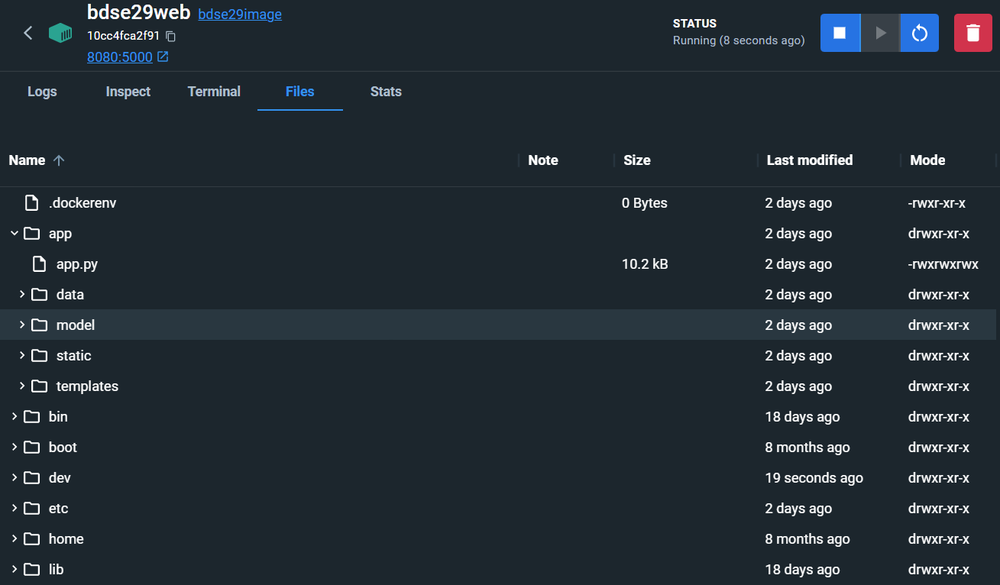 bdse29web bdse29image
10cc4fca2f91
8080:5000
STATUS
Running (8 seconds ago)
Logs Inspect Terminal Files Stats
Name Note Size Last modified Mode
.dockerenv 0 Bytes 2 days ago -rwxr-xr-x
app 2 days ago drwxr-xr-x
app.py 10.2 kB 2 days ago -rwxrwxrwx
data 2 days ago drwxr-xr-x
model 2 days ago drwxr-xr-x
static 2 days ago drwxr-xr-x
templates 2 days ago drwxr-xr-x
bin 18 days ago drwxr-xr-x
boot 8 months ago drwxr-xr-x
dev 19 seconds ago drwxr-xr-x
etc 2 days ago drwxr-xr-x
home 8 months ago drwxr-xr-x
lib 18 days ago drwxr-xr-x